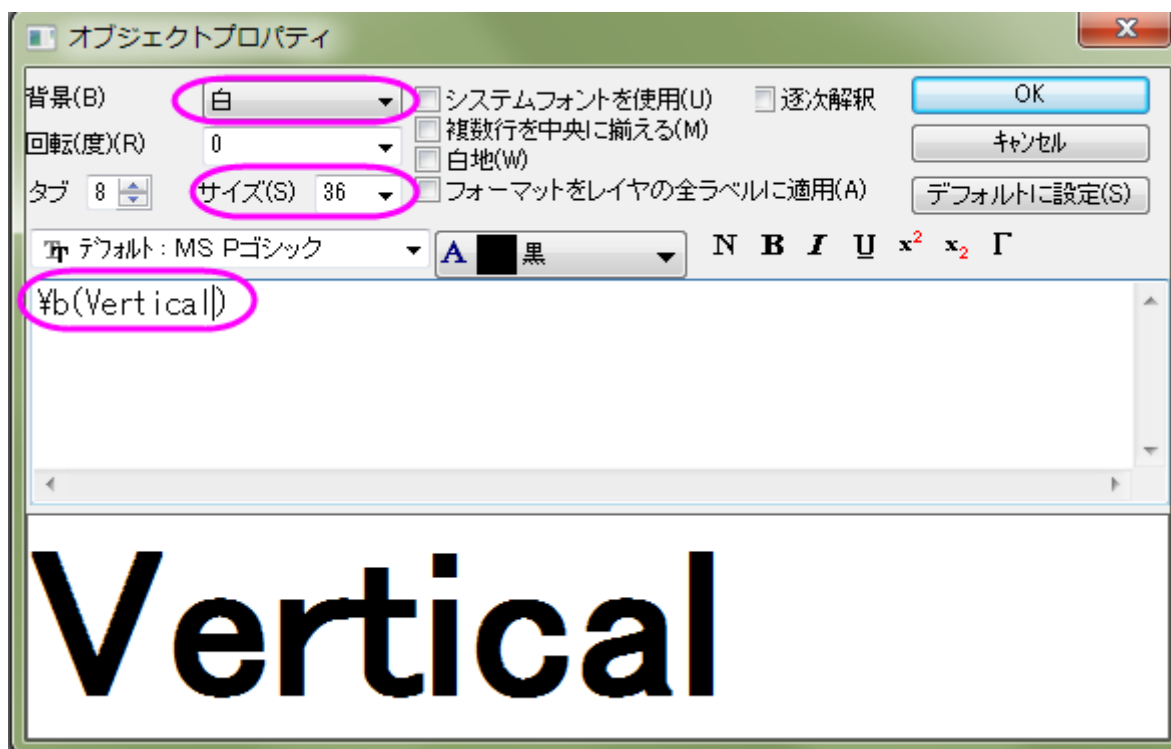 オブジェクトプロパティ
背景(B) 白 システムフォントを使用(U) 逐次解釈 OK
回転(度)(R) 0 複数行を中央に揃える(M) キャンセル
白地(W)
タブ 8 サイズ(S) 36 フォーマットをレイヤの全ラベルに適用(A) デフォルトに設定(S)
デフォルト : MS Pゴシック A 黒 N B I U x² x₂ Γ
¥b(Vertical)
Vertical